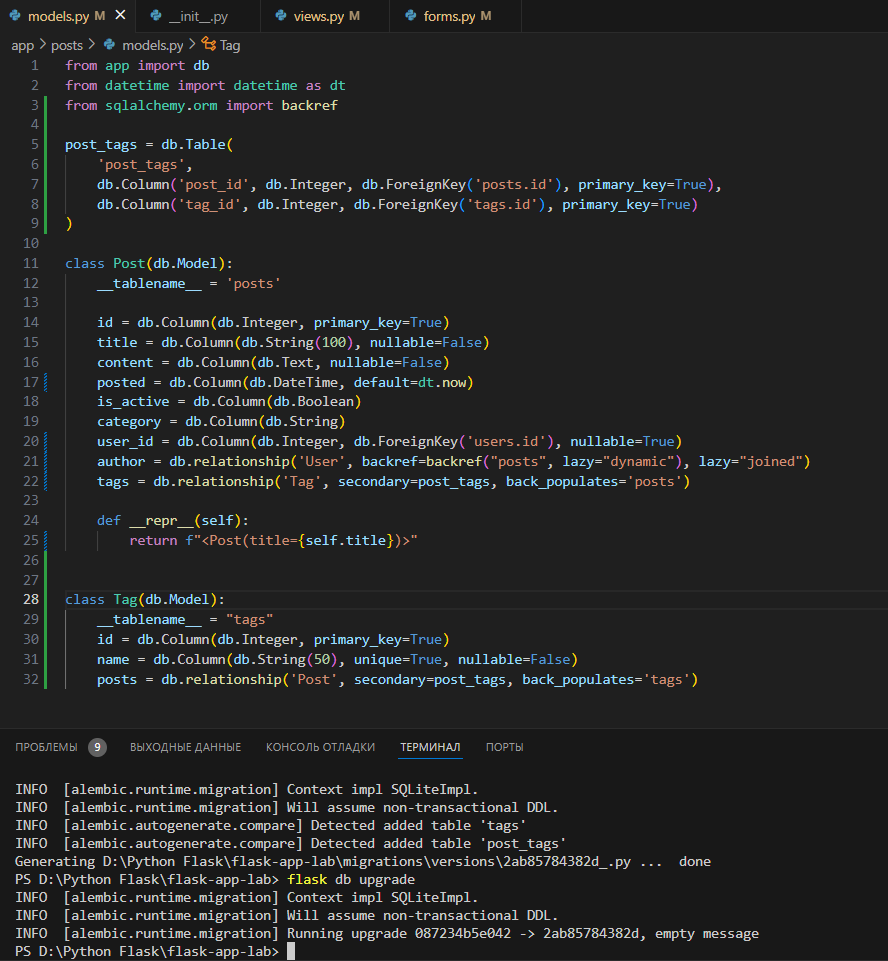 models.py M ✕ __init__.py views.py M forms.py M
app > posts > models.py > Tag
1 from app import db
2 from datetime import datetime as dt
3 from sqlalchemy.orm import backref
4
5 post_tags = db.Table(
6     'post_tags',
7     db.Column('post_id', db.Integer, db.ForeignKey('posts.id'), primary_key=True),
8     db.Column('tag_id', db.Integer, db.ForeignKey('tags.id'), primary_key=True)
9 )
10
11 class Post(db.Model):
12     __tablename__ = 'posts'
13
14     id = db.Column(db.Integer, primary_key=True)
15     title = db.Column(db.String(100), nullable=False)
16     content = db.Column(db.Text, nullable=False)
17     posted = db.Column(db.DateTime, default=dt.now)
18     is_active = db.Column(db.Boolean)
19     category = db.Column(db.String)
20     user_id = db.Column(db.Integer, db.ForeignKey('users.id'), nullable=True)
21     author = db.relationship('User', backref=backref("posts", lazy="dynamic"), lazy="joined")
22     tags = db.relationship('Tag', secondary=post_tags, back_populates='posts')
23
24     def __repr__(self):
25         return f"<Post(title={self.title})>"
26
27
28 class Tag(db.Model):
29     __tablename__ = "tags"
30     id = db.Column(db.Integer, primary_key=True)
31     name = db.Column(db.String(50), unique=True, nullable=False)
32     posts = db.relationship('Post', secondary=post_tags, back_populates='tags')
ПРОБЛЕМЫ 9 ВЫХОДНЫЕ ДАННЫЕ КОНСОЛЬ ОТЛАДКИ ТЕРМИНАЛ ПОРТЫ
INFO  [alembic.runtime.migration] Context impl SQLiteImpl.
INFO  [alembic.runtime.migration] Will assume non-transactional DDL.
INFO  [alembic.autogenerate.compare] Detected added table 'tags'
INFO  [alembic.autogenerate.compare] Detected added table 'post_tags'
Generating D:\Python Flask\flask-app-lab\migrations\versions\2ab85784382d_.py ...  done
PS D:\Python Flask\flask-app-lab> flask db upgrade
INFO  [alembic.runtime.migration] Context impl SQLiteImpl.
INFO  [alembic.runtime.migration] Will assume non-transactional DDL.
INFO  [alembic.runtime.migration] Running upgrade 087234b5e042 -> 2ab85784382d, empty message
PS D:\Python Flask\flask-app-lab>